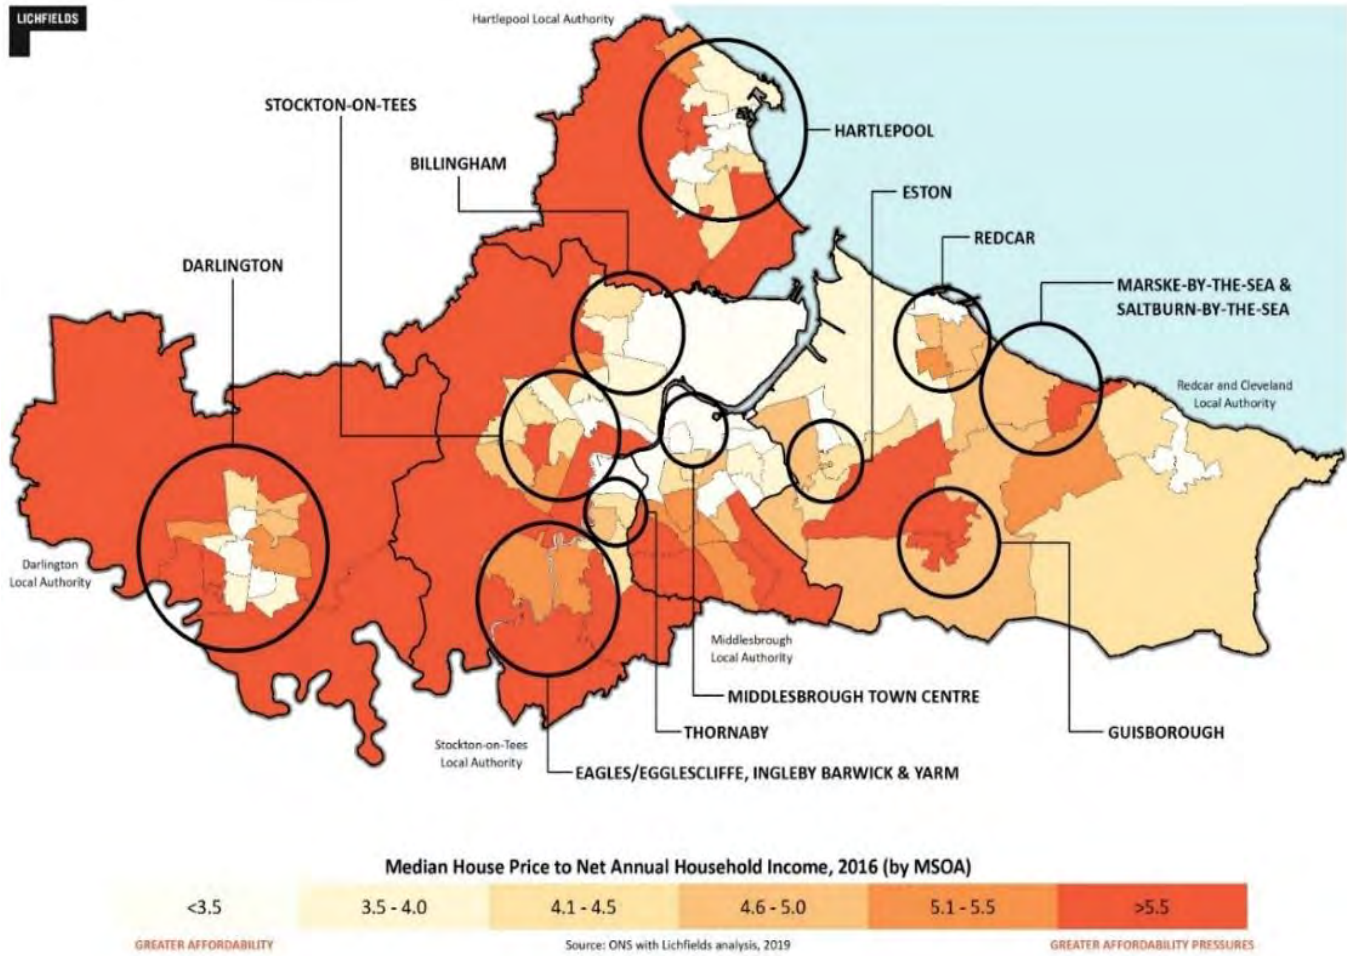 LICHFIELDS
Hartlepool Local Authority
STOCKTON-ON-TEES
HARTLEPOOL
BILLINGHAM
ESTON
REDCAR
DARLINGTON
MARSKE-BY-THE-SEA &
SALTBURN-BY-THE-SEA
Redcar and Cleveland
Local Authority
Darlington
Local Authority
Middlesbrough
Local Authority
MIDDLESBROUGH TOWN CENTRE
THORNABY
GUISBOROUGH
Stockton-on-Tees
Local Authority
EAGLES/EGGLESCLIFFE, INGLEBY BARWICK & YARM
Median House Price to Net Annual Household Income, 2016 (by MSOA)
<3.5
3.5 - 4.0
4.1 - 4.5
4.6 - 5.0
5.1 - 5.5
>5.5
GREATER AFFORDABILITY
Source: ONS with Lichfields analysis, 2019
GREATER AFFORDABILITY PRESSURES